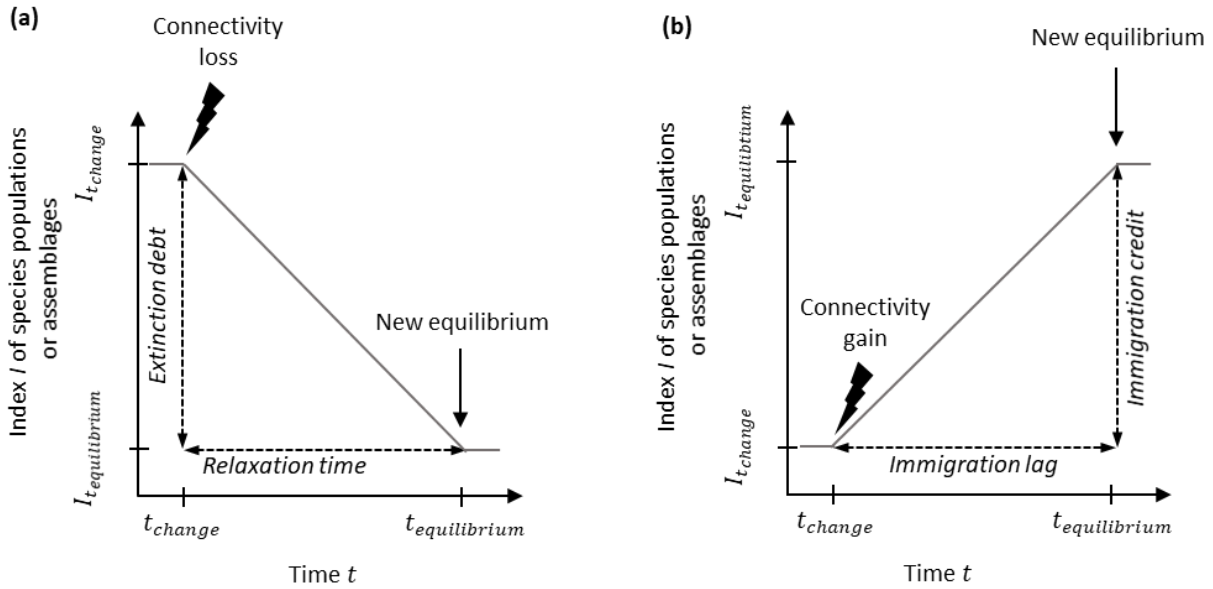 (a)
Connectivity
loss
Index I of species populations
or assemblages
I_{t_{change}}
I_{t_{equilibrium}}
Extinction debt
New equilibrium
Relaxation time
t_{change}
t_{equilibrium}
Time t
(b)
New equilibrium
Index I of species populations
or assemblages
I_{t_{equilibtium}}
I_{t_{change}}
Connectivity
gain
Immigration credit
Immigration lag
t_{change}
t_{equilibrium}
Time t